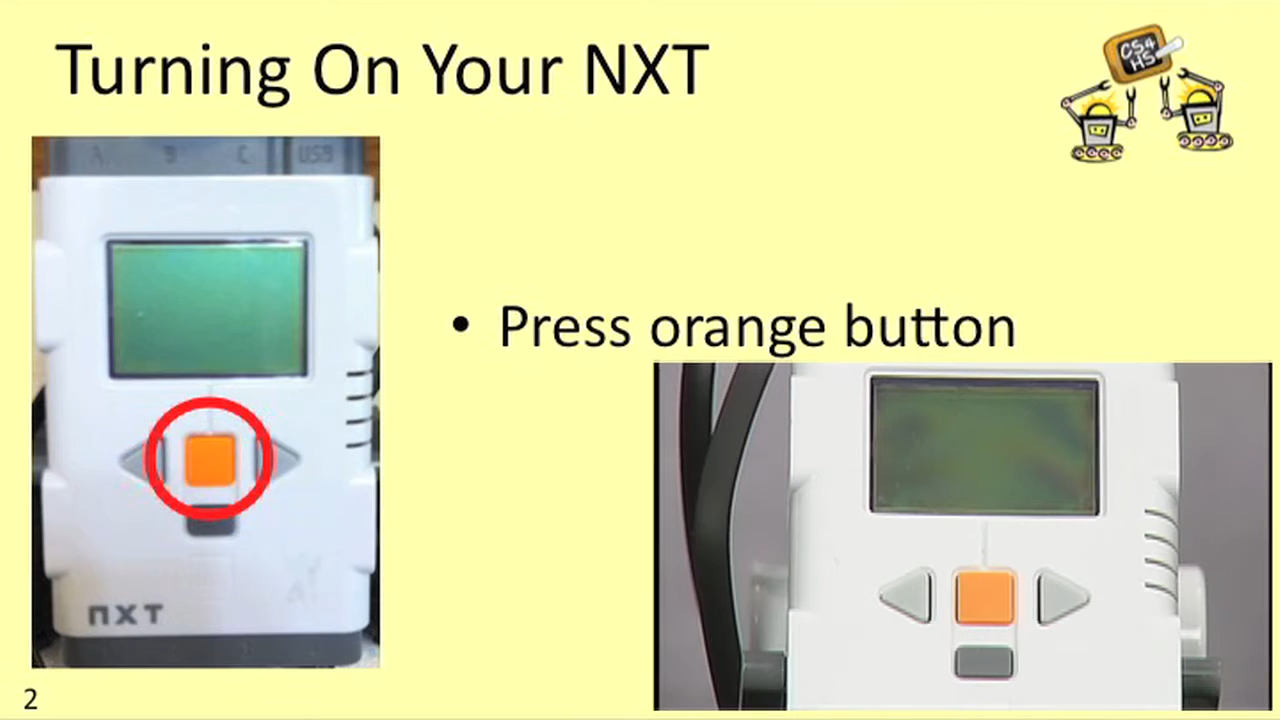 Turning On Your NXT
CS4
HS
A
B
C
USB
• Press orange button
NXT
2